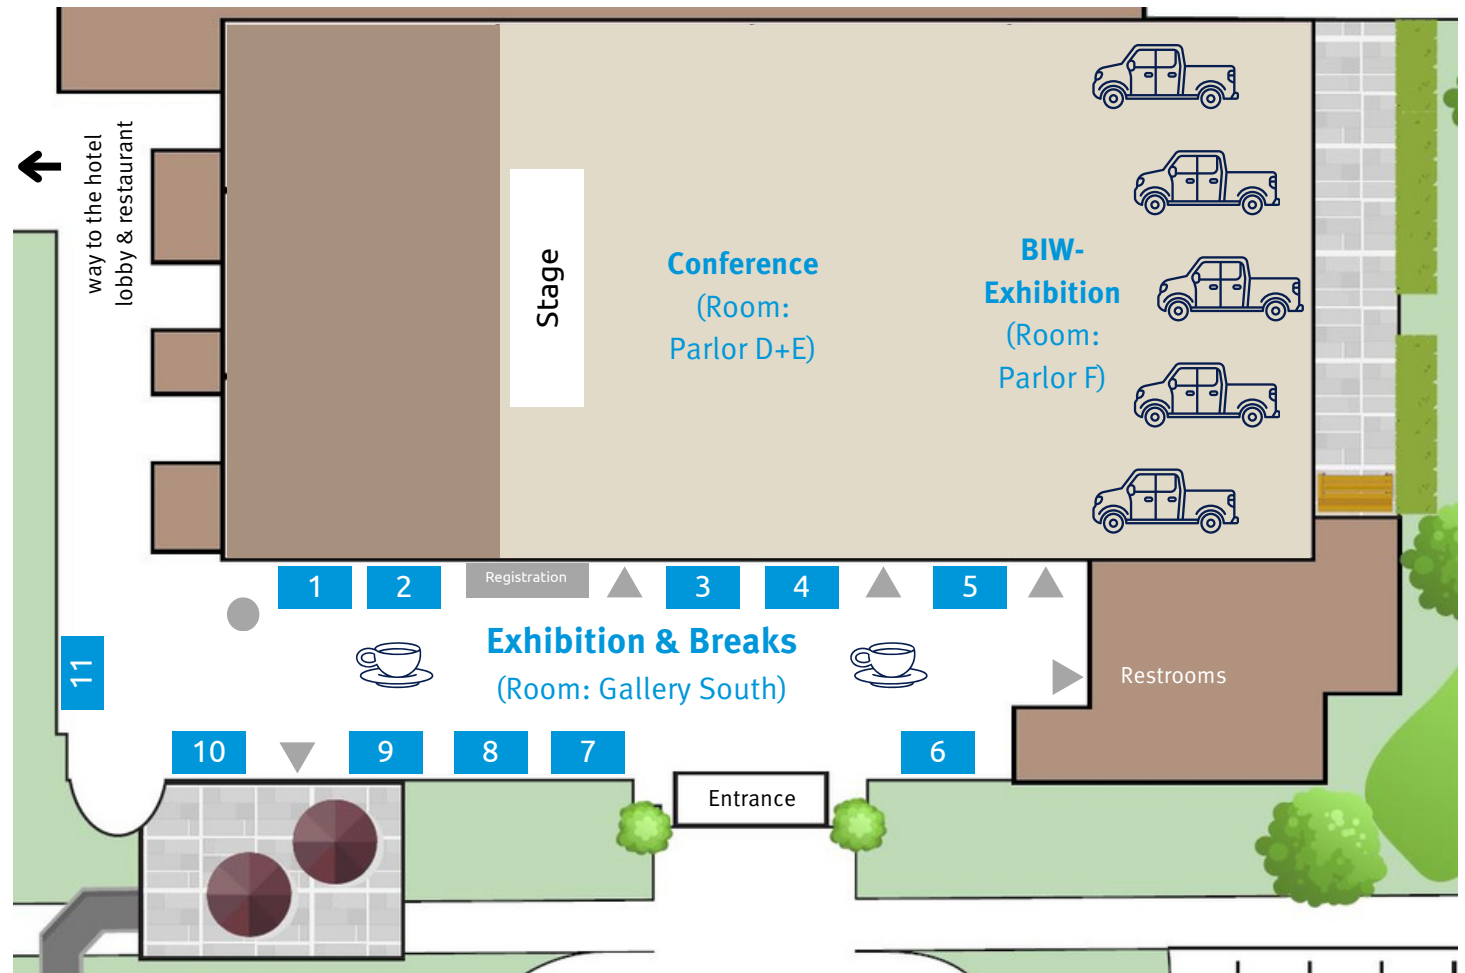 way to the hotel
lobby & restaurant
Stage
Conference
(Room:
Parlor D+E)
BIW-
Exhibition
(Room:
Parlor F)
1
2
Registration
3
4
5
Exhibition & Breaks
(Room: Gallery South)
Restrooms
11
10
9
8
7
6
Entrance